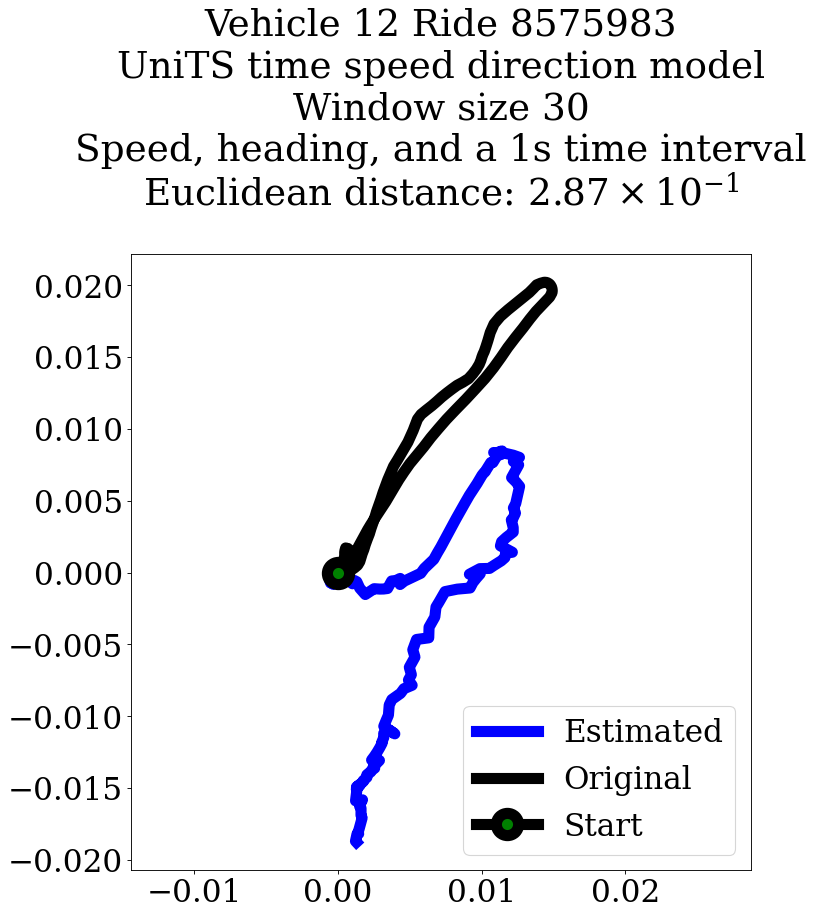 Vehicle 12 Ride 8575983
UniTS time speed direction model
Window size 30
Speed, heading, and a 1s time interval
Euclidean distance: 2.87 × 10⁻¹
0.020
0.015
0.010
0.005
0.000
−0.005
−0.010
−0.015
−0.020
Estimated
Original
Start
−0.01
0.00
0.01
0.02